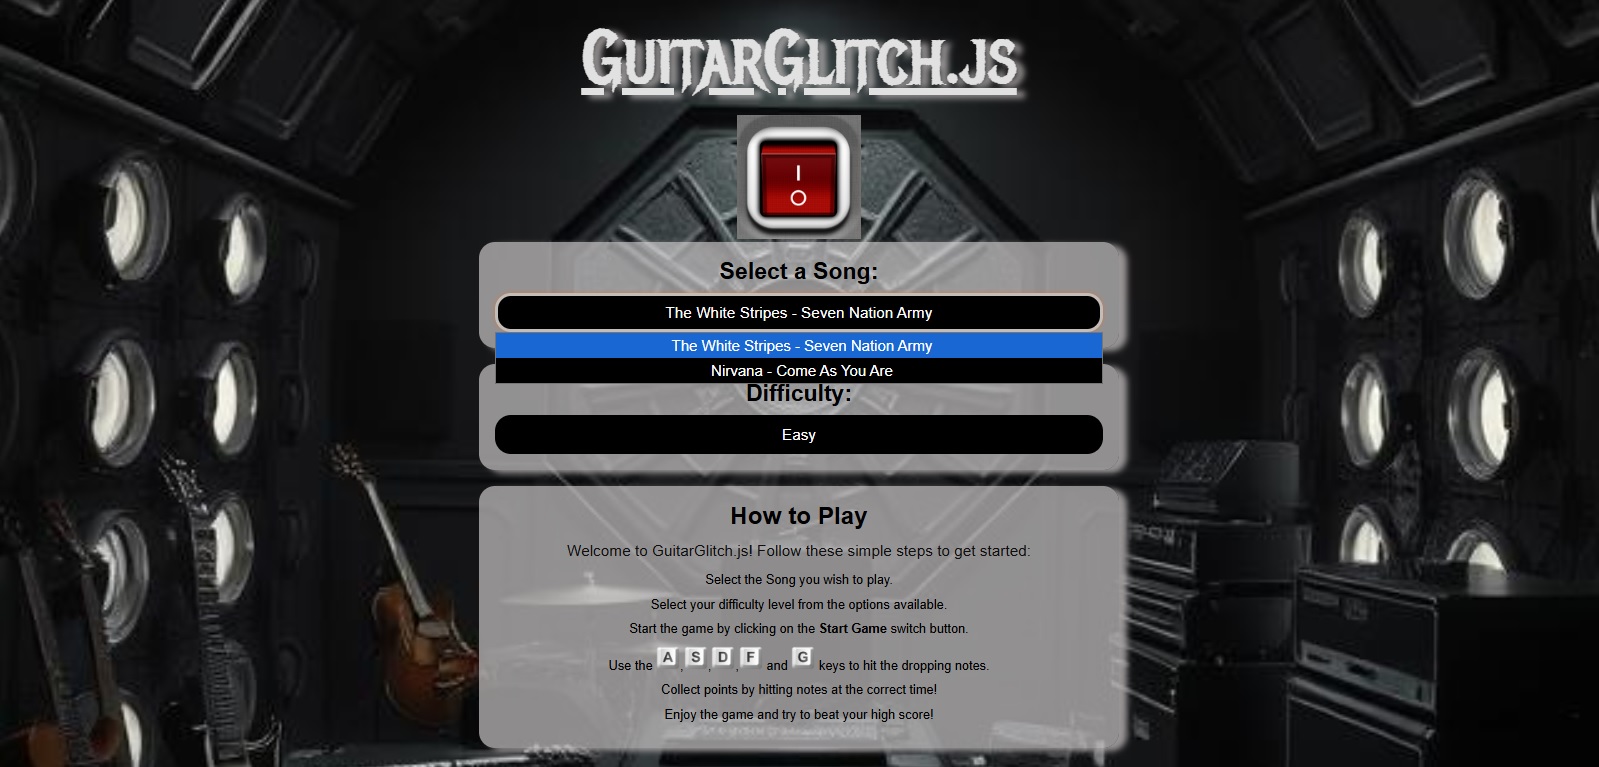 GuitarGlitch.js
I
O
Select a Song:
The White Stripes - Seven Nation Army
The White Stripes - Seven Nation Army
Nirvana - Come As You Are
Difficulty:
Easy
How to Play
Welcome to GuitarGlitch.js! Follow these simple steps to get started:
Select the Song you wish to play.
Select your difficulty level from the options available.
Start the game by clicking on the Start Game switch button.
Use the A, S, D, F and G keys to hit the dropping notes.
Collect points by hitting notes at the correct time!
Enjoy the game and try to beat your high score!